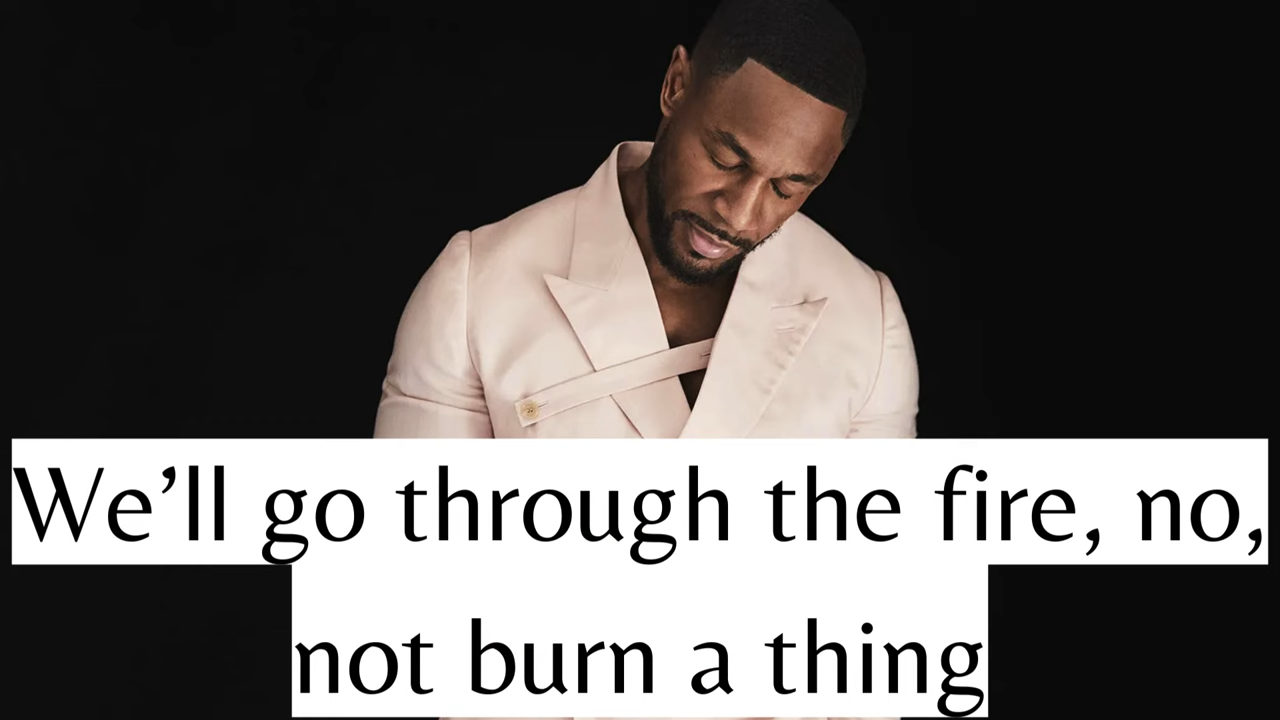 We’ll go through the fire, no,
not burn a thing